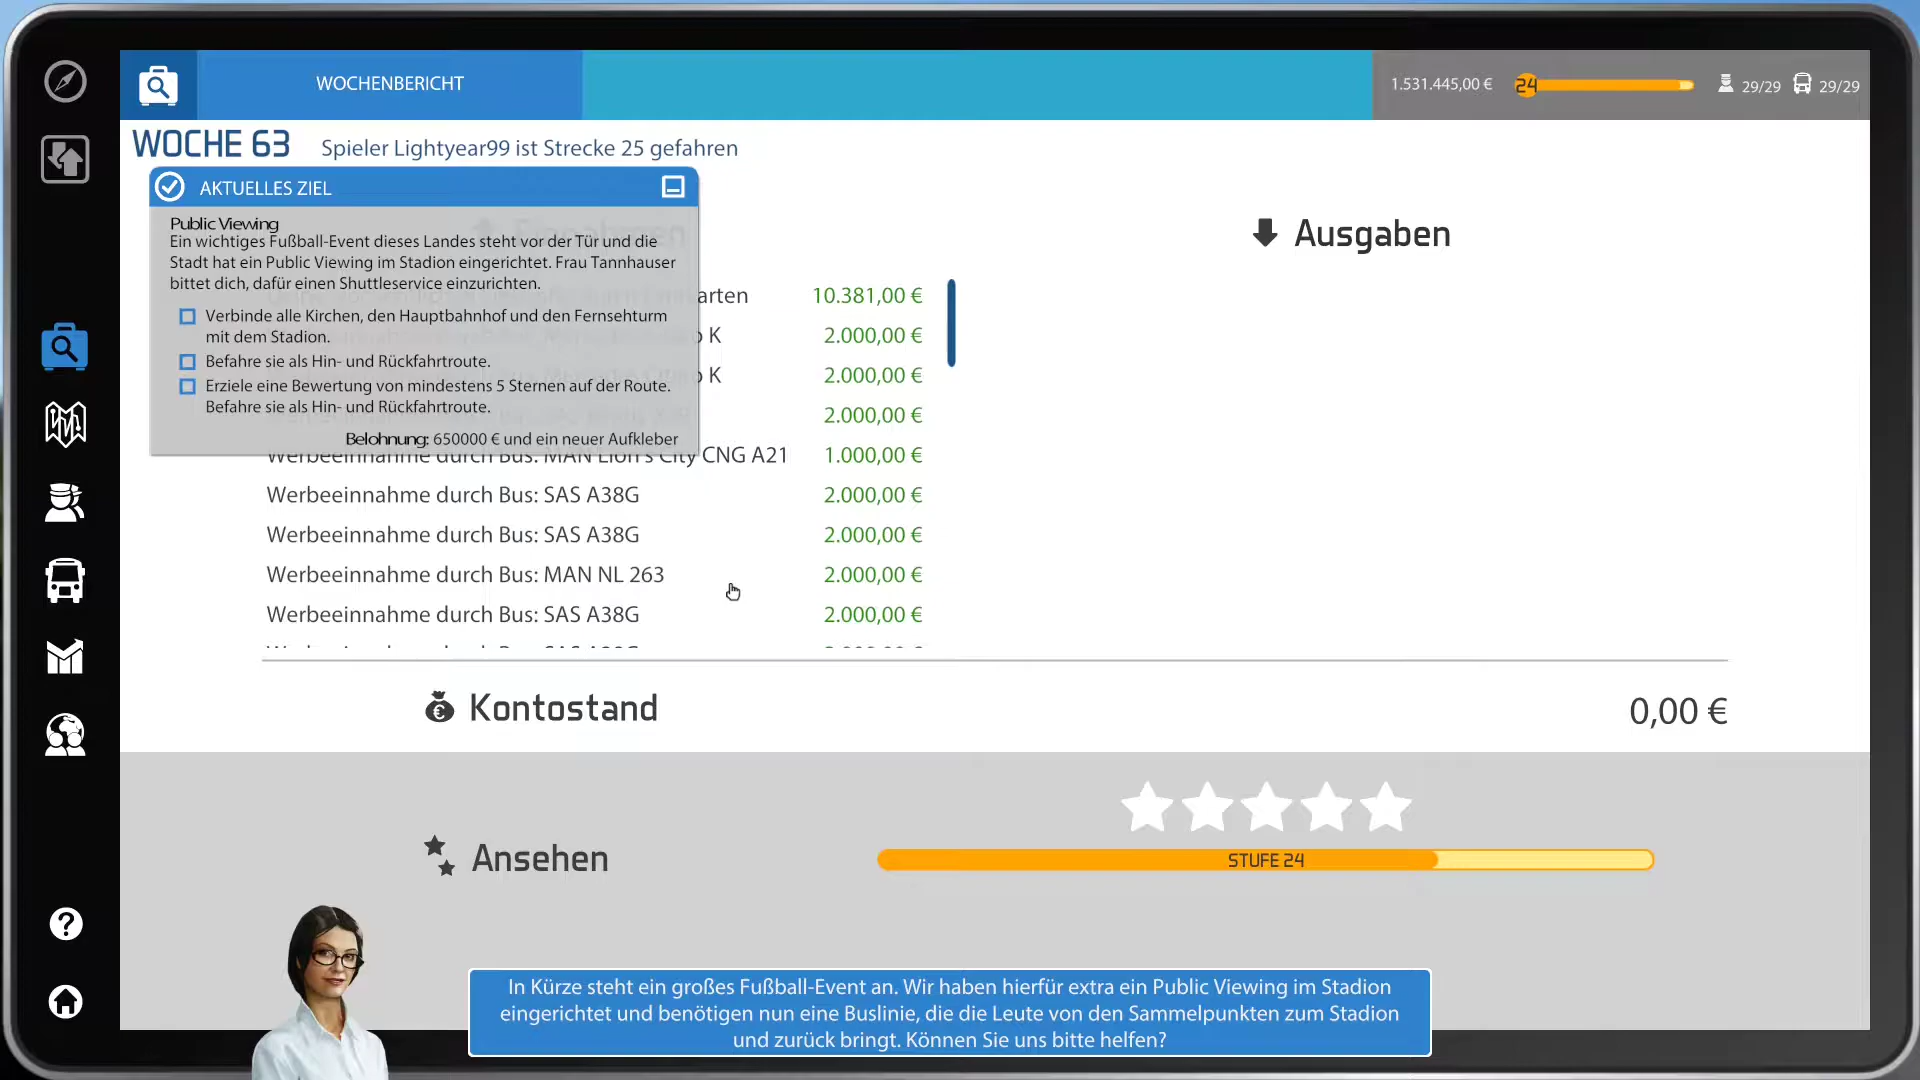 WOCHENBERICHT
1.531.445,00 €
24
29/29
29/29
WOCHE 63
Spieler Lightyear99 ist Strecke 25 gefahren
AKTUELLES ZIEL
Public Viewing
Ein wichtiges Fußball-Event dieses Landes steht vor der Tür und die
Stadt hat ein Public Viewing im Stadion eingerichtet. Frau Tannhauser
bittet dich, dafür einen Shuttleservice einzurichten.
Verbinde alle Kirchen, den Hauptbahnhof und den Fernsehturm
mit dem Stadion.
Befahre sie als Hin- und Rückfahrtroute.
Erziele eine Bewertung von mindestens 5 Sternen auf der Route.
Befahre sie als Hin- und Rückfahrtroute.
Belohnung: 650000 € und ein neuer Aufkleber
Einnahmen
Ausgaben
arten 10.381,00 €
K 2.000,00 €
K 2.000,00 €
2.000,00 €
Werbeeinnahme durch Bus: MAN Lion's City CNG A21 1.000,00 €
Werbeeinnahme durch Bus: SAS A38G 2.000,00 €
Werbeeinnahme durch Bus: SAS A38G 2.000,00 €
Werbeeinnahme durch Bus: MAN NL 263 2.000,00 €
Werbeeinnahme durch Bus: SAS A38G 2.000,00 €
Kontostand
0,00 €
Ansehen
STUFE 24
In Kürze steht ein großes Fußball-Event an. Wir haben hierfür extra ein Public Viewing im Stadion
eingerichtet und benötigen nun eine Buslinie, die die Leute von den Sammelpunkten zum Stadion
und zurück bringt. Können Sie uns bitte helfen?